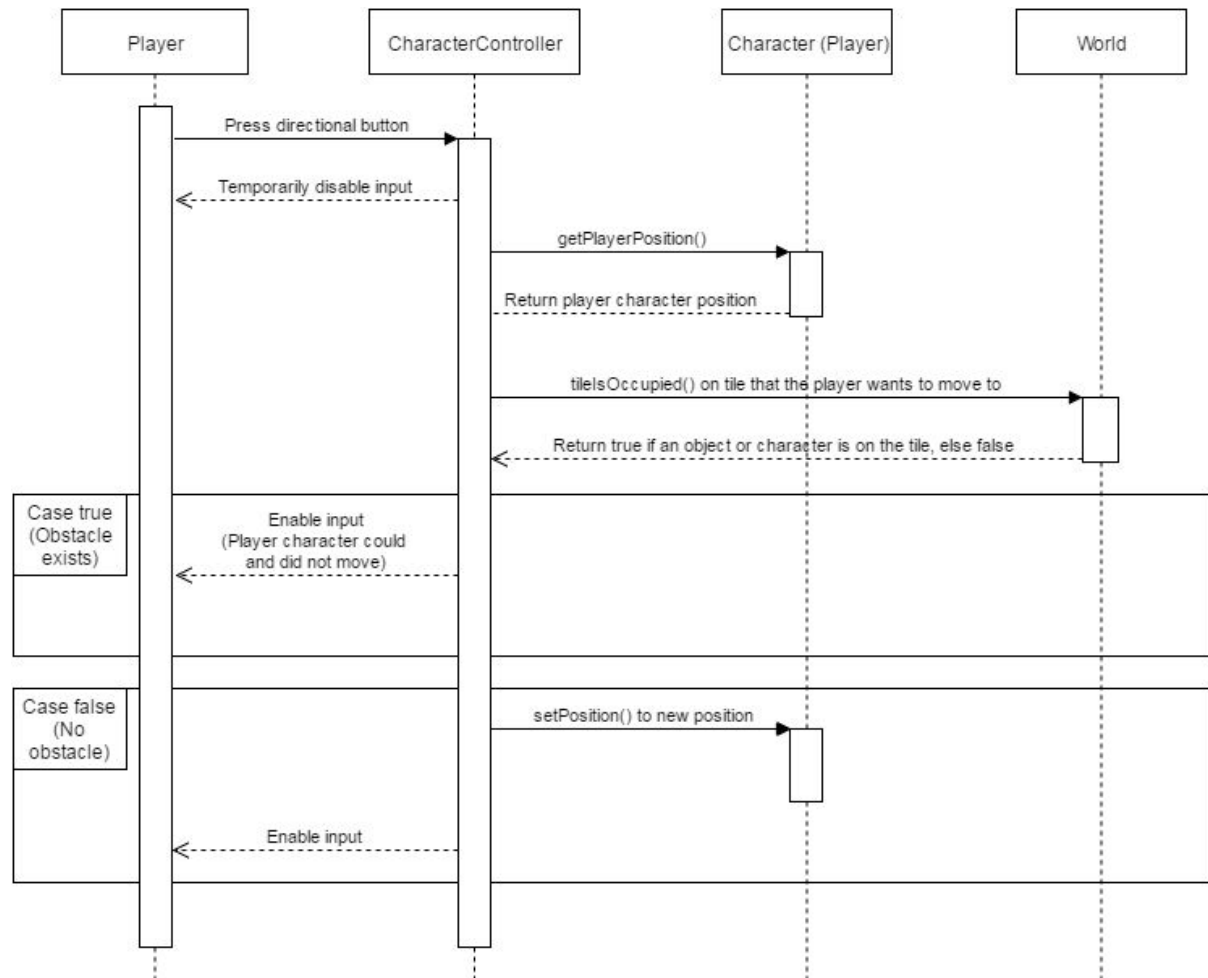 Player
CharacterController
Character (Player)
World
Press directional button
Temporarily disable input
getPlayerPosition()
Return player character position
tileIsOccupied() on tile that the player wants to move to
Return true if an object or character is on the tile, else false
Case true
(Obstacle
exists)
Enable input
(Player character could
and did not move)
Case false
(No
obstacle)
setPosition() to new position
Enable input